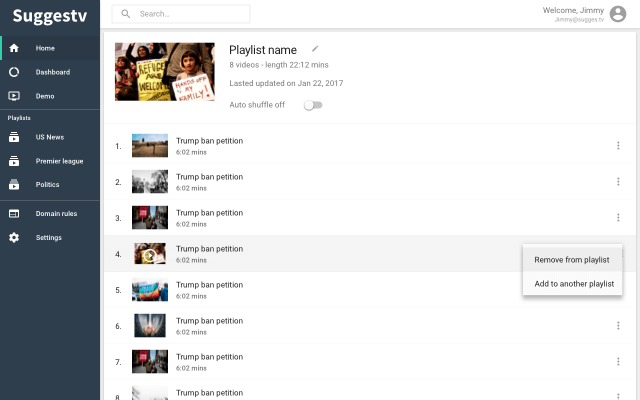 Suggestv
Search...
Welcome, Jimmy
Jimmy@sugges.tv
Home
Dashboard
Demo
Playlists
US News
Premier league
Politics
Domain rules
Settings
REFUGEES ARE WELCOME
HANDS OFF MY FAMILY!
Playlist name
8 videos - length 22:12 mins
Last updated on Jan 22, 2017
Auto shuffle off
1.
Trump ban petition
6:02 mins
2.
Trump ban petition
6:02 mins
3.
Trump ban petition
6:02 mins
4.
Trump ban petition
6:02 mins
Remove from playlist
Add to another playlist
5.
Trump ban petition
6:02 mins
6.
Trump ban petition
6:02 mins
7.
Trump ban petition
6:02 mins
8.
Trump ban petition